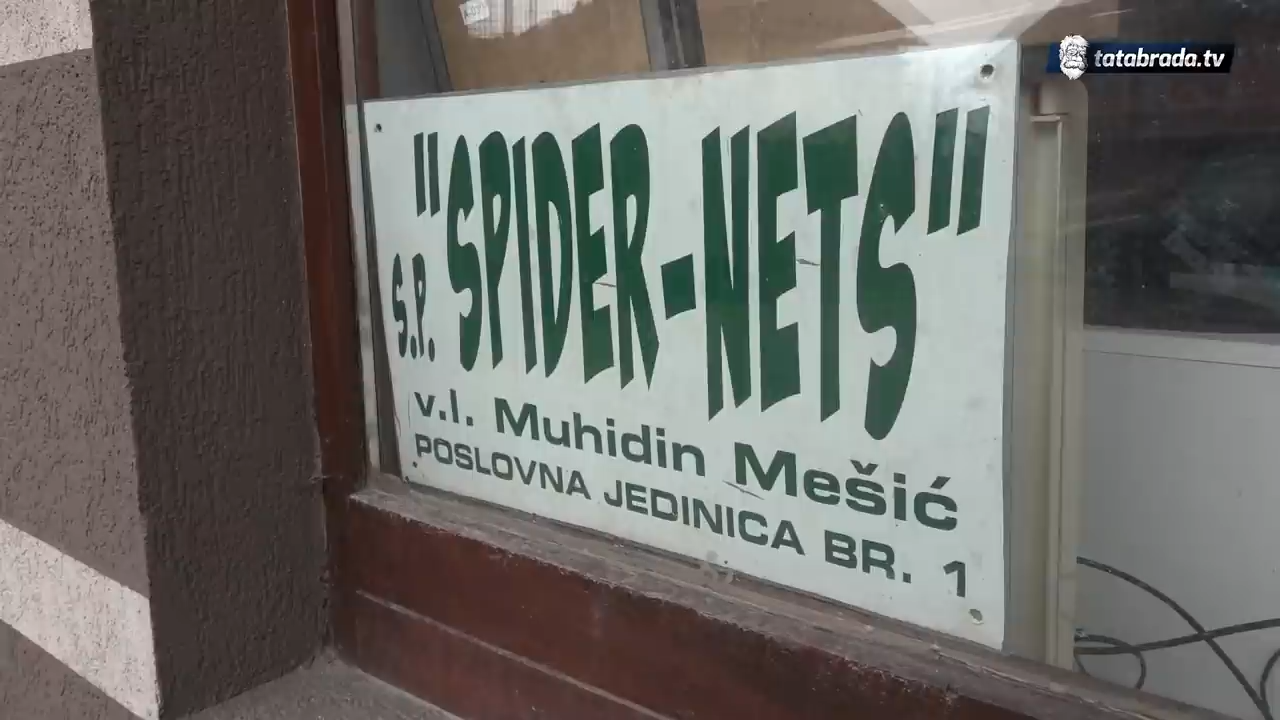 tatabrada.tv
"SPIDER-NETS"
S.P.
v.l. Muhidin Mešić
POSLOVNA JEDINICA BR. 1